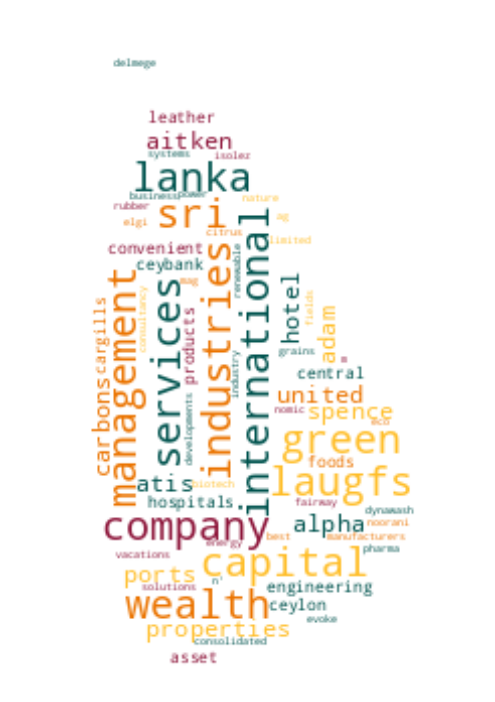 delmege
leather
aitken
systems
isolez
lanka
business
power
nature
rubber
sri
ag
elgi
citrus
limited
convenient
ceybank
renewable
mag
management
services
industries
international
hotel
consultancy
fields
cargills
products
adam
grains
industry
m
central
carbons
united
developments
nomic
spence
eco
green
foods
laugfs
atis
biotech
hospitals
fairway
dynawash
company
alpha
noorani
best
manufacturers
energy
pharma
vacations
capital
ports
n'
solutions
engineering
wealth
ceylon
evoke
properties
consolidated
asset